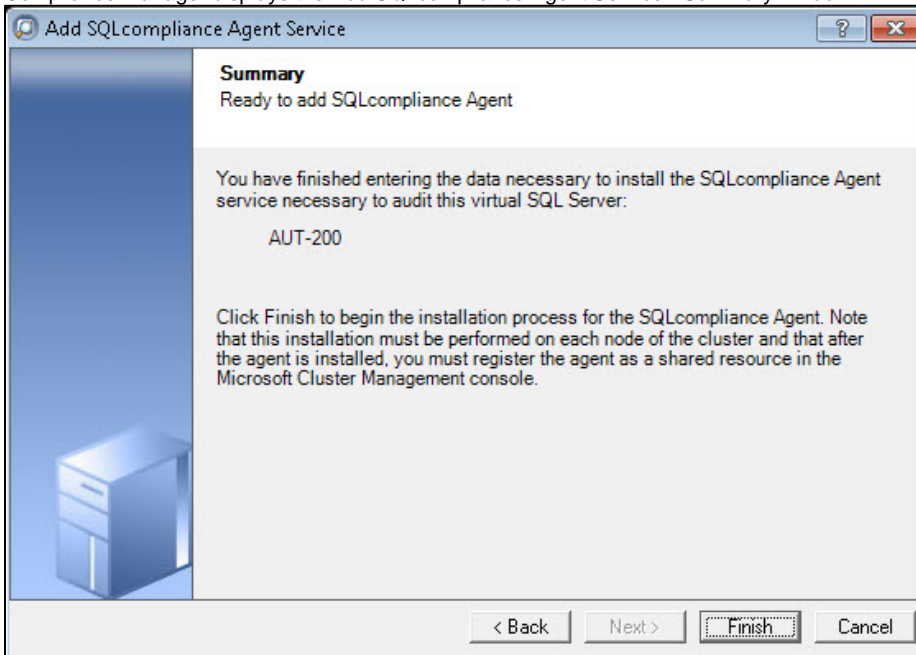 Add SQLcompliance Agent Service
Summary
Ready to add SQLcompliance Agent
You have finished entering the data necessary to install the SQLcompliance Agent
service necessary to audit this virtual SQL Server:
AUT-200
Click Finish to begin the installation process for the SQLcompliance Agent. Note
that this installation must be performed on each node of the cluster and that after
the agent is installed, you must register the agent as a shared resource in the
Microsoft Cluster Management console.
< Back Next > Finish Cancel